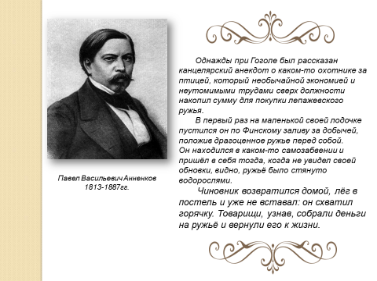 Однажды при Гоголе был рассказан
канцелярский анекдот о каком-то охотнике за
птицей, который необычайной экономией и
неутомимыми трудами сверх должности
накопил сумму для покупки лепажевского
ружья.
В первый раз на маленькой своей лодочке
пустился он по Финскому заливу за добычей,
положив драгоценное ружье перед собой.
Он находился в каком-то самозабвении и
пришёл в себя тогда, когда не увидел своей
обновки, видно, ружьё было стянуто
водорослями.
Чиновник возвратился домой, лёг в
постель и уже не вставал: он схватил
горячку. Товарищи, узнав, собрали деньги
на ружьё и вернули его к жизни.
Павел Васильевич Анненков
1813-1887гг.